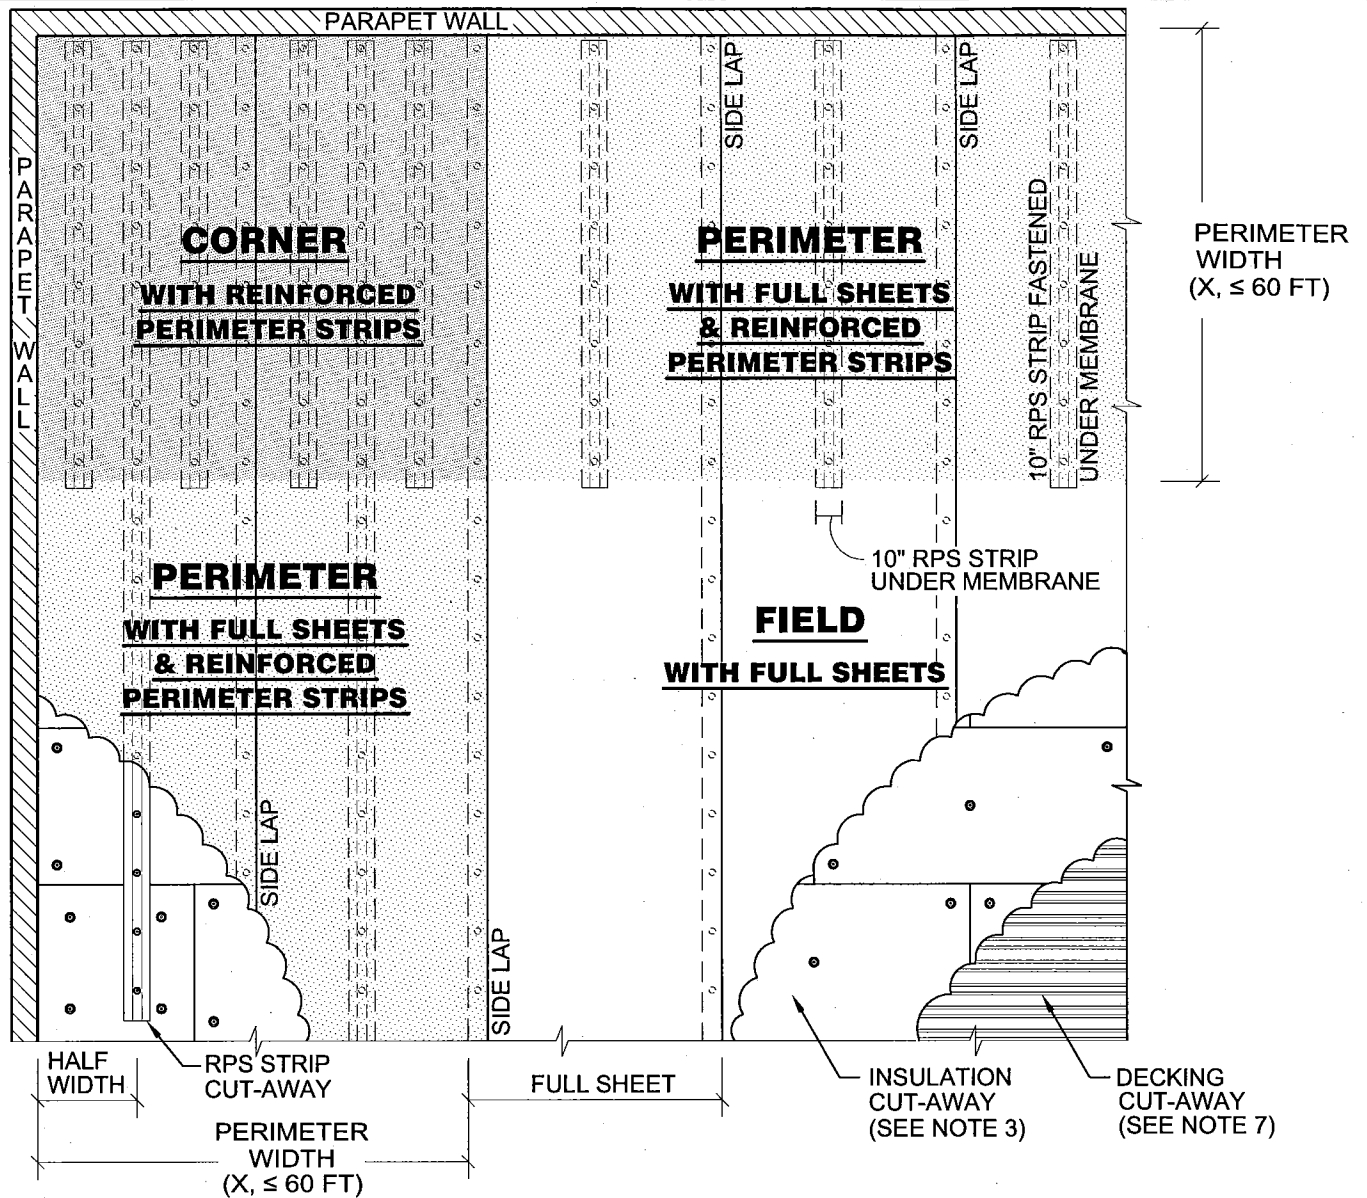 PARAPET WALL
PARAPET WALL
SIDE LAP
SIDE LAP
10" RPS STRIP FASTENED
UNDER MEMBRANE
PERIMETER
WIDTH
(X, ≤ 60 FT)
CORNER
WITH REINFORCED
PERIMETER STRIPS
PERIMETER
WITH FULL SHEETS
& REINFORCED
PERIMETER STRIPS
10" RPS STRIP
UNDER MEMBRANE
PERIMETER
WITH FULL SHEETS
& REINFORCED
PERIMETER STRIPS
FIELD
WITH FULL SHEETS
SIDE LAP
SIDE LAP
HALF
WIDTH
RPS STRIP
CUT-AWAY
FULL SHEET
INSULATION
CUT-AWAY
(SEE NOTE 3)
DECKING
CUT-AWAY
(SEE NOTE 7)
PERIMETER
WIDTH
(X, ≤ 60 FT)